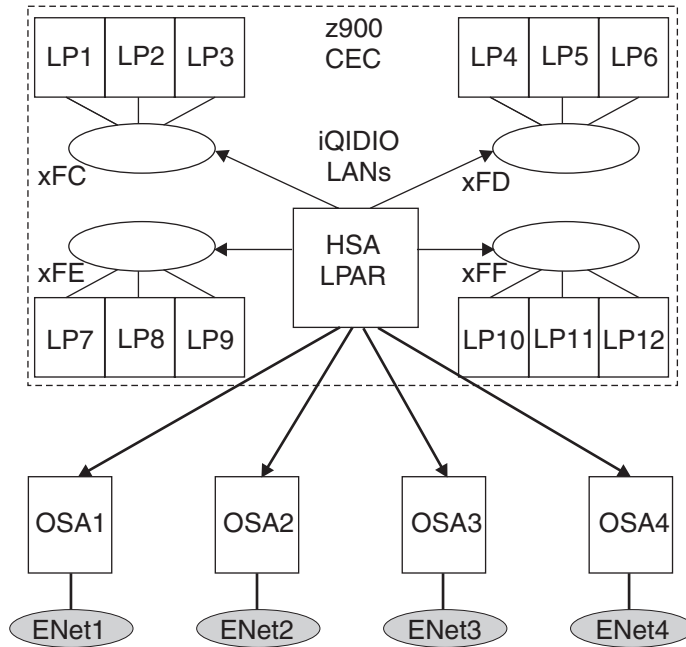 LP1 LP2 LP3
z900
CEC
LP4 LP5 LP6
iQIDIO
LANs
xFC
xFD
HSA
LPAR
xFE
xFF
LP7 LP8 LP9
LP10 LP11 LP12
OSA1 OSA2 OSA3 OSA4
ENet1 ENet2 ENet3 ENet4